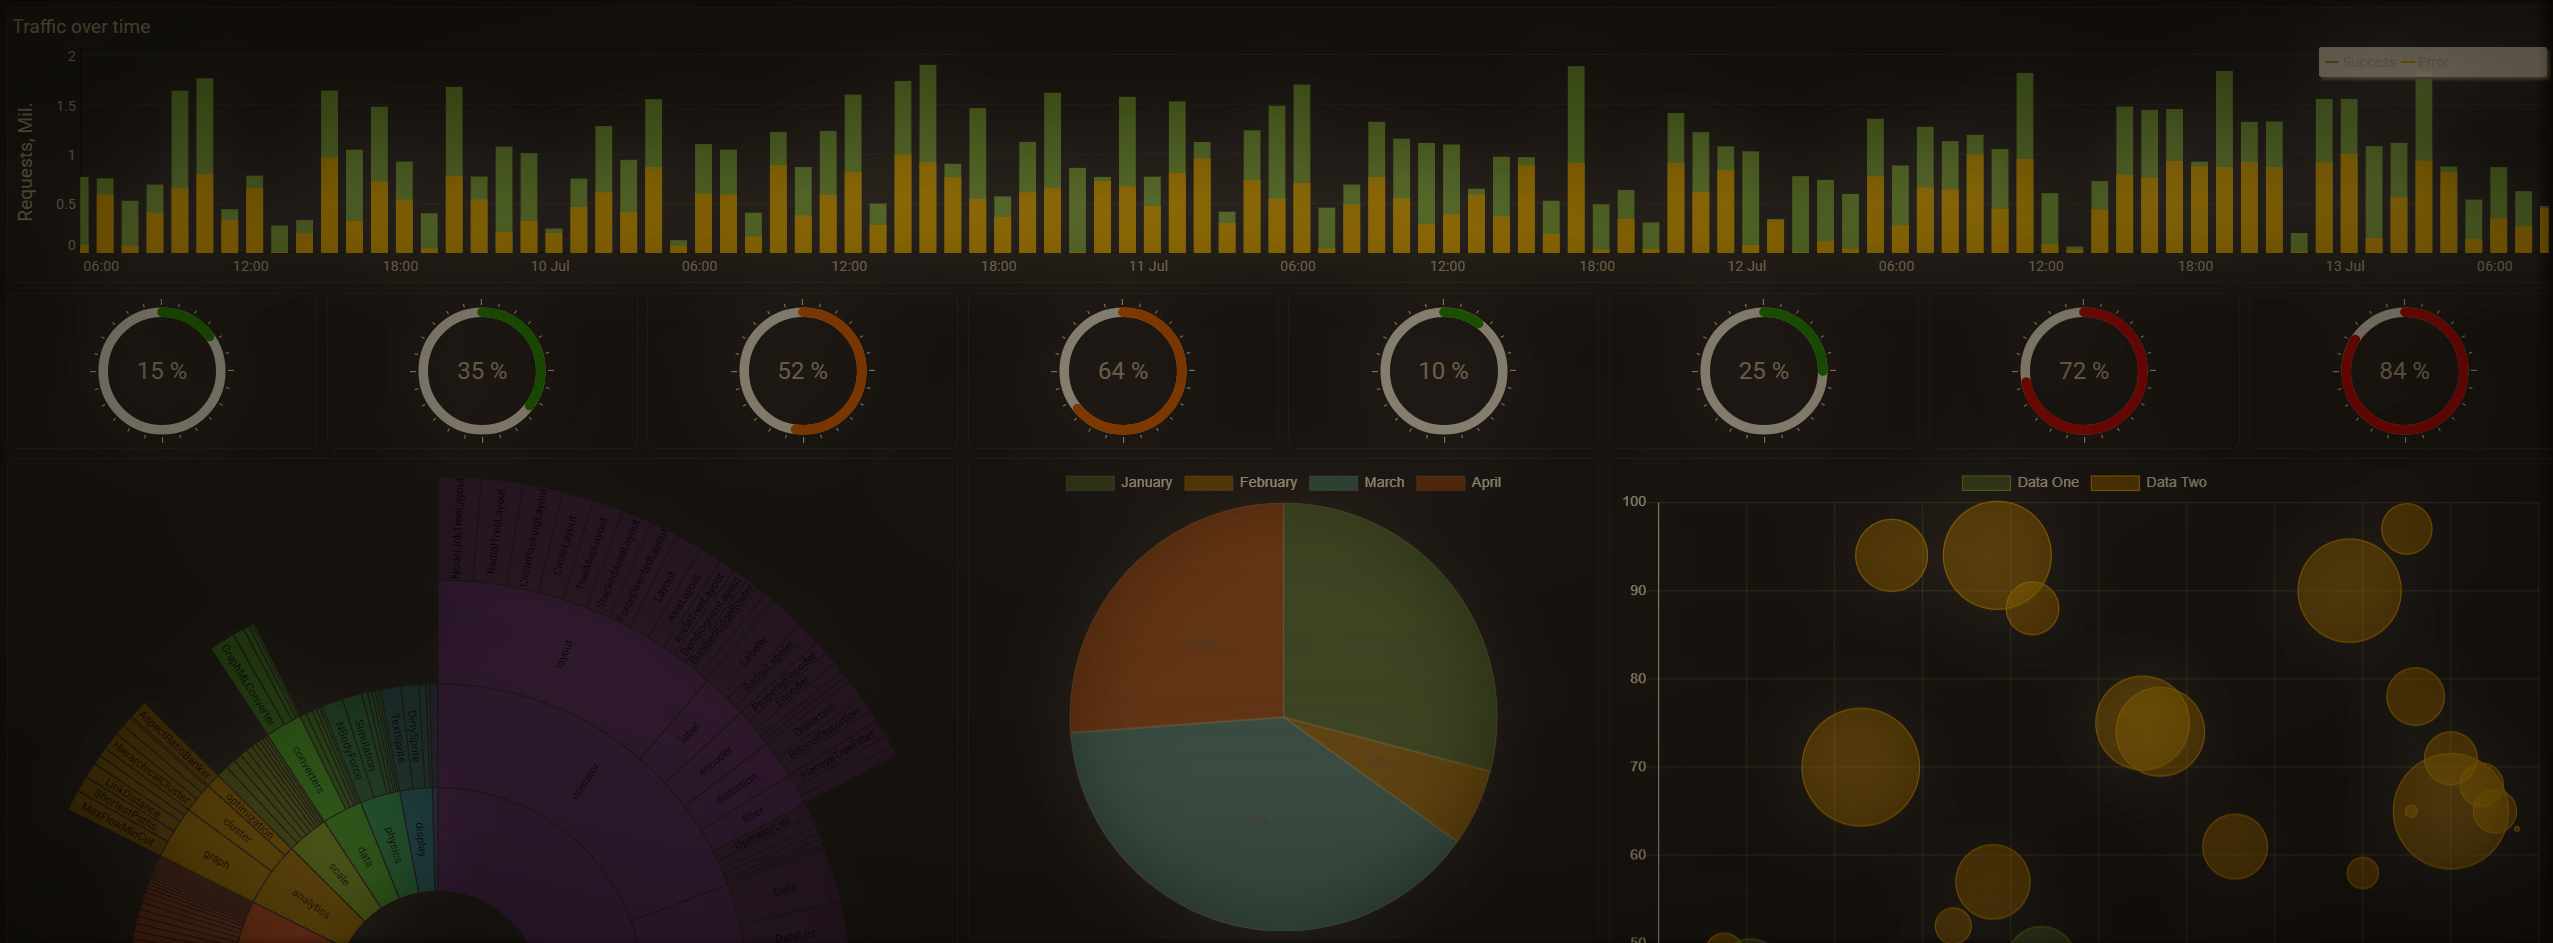 Traffic over time
Requests, Mil.
2
1.5
1
0.5
0
Success Error
06:00 12:00 18:00 10 Jul 06:00 12:00 18:00 11 Jul 06:00 12:00 18:00 12 Jul 06:00 12:00 18:00 13 Jul 06:00
15 % 35 % 52 % 64 % 10 % 25 % 72 % 84 %
NodeLinkTreeLayout
RadialTreeLayout
CirclePackingLayout
CircleLayout
TreeMapLayout
StackedAreaLayout
ForceDirectedLayout
Layout
AxisLayout
IcicleTreeLayout
DendrogramLayout
BundledEdgeRouter
Labeler
RadialLabeler
PropertyEncoder
Encoder
Distortion
BifocalDistortion
FisheyeTreeFilter
layout
label
encoder
distortion
filter
OperatorList
operator
Data
DataList
GraphMLConverter
converters
NBodyForce
Simulation
TextSprite
DirtySprite
AspectRatioBanker
HierarchicalCluster
LinkDistance
ShortestPaths
MaxFlowMinCut
optimization
cluster
graph
analytics
scale
data
physics
display
January February March April
Data One Data Two
100
90
80
70
60
50